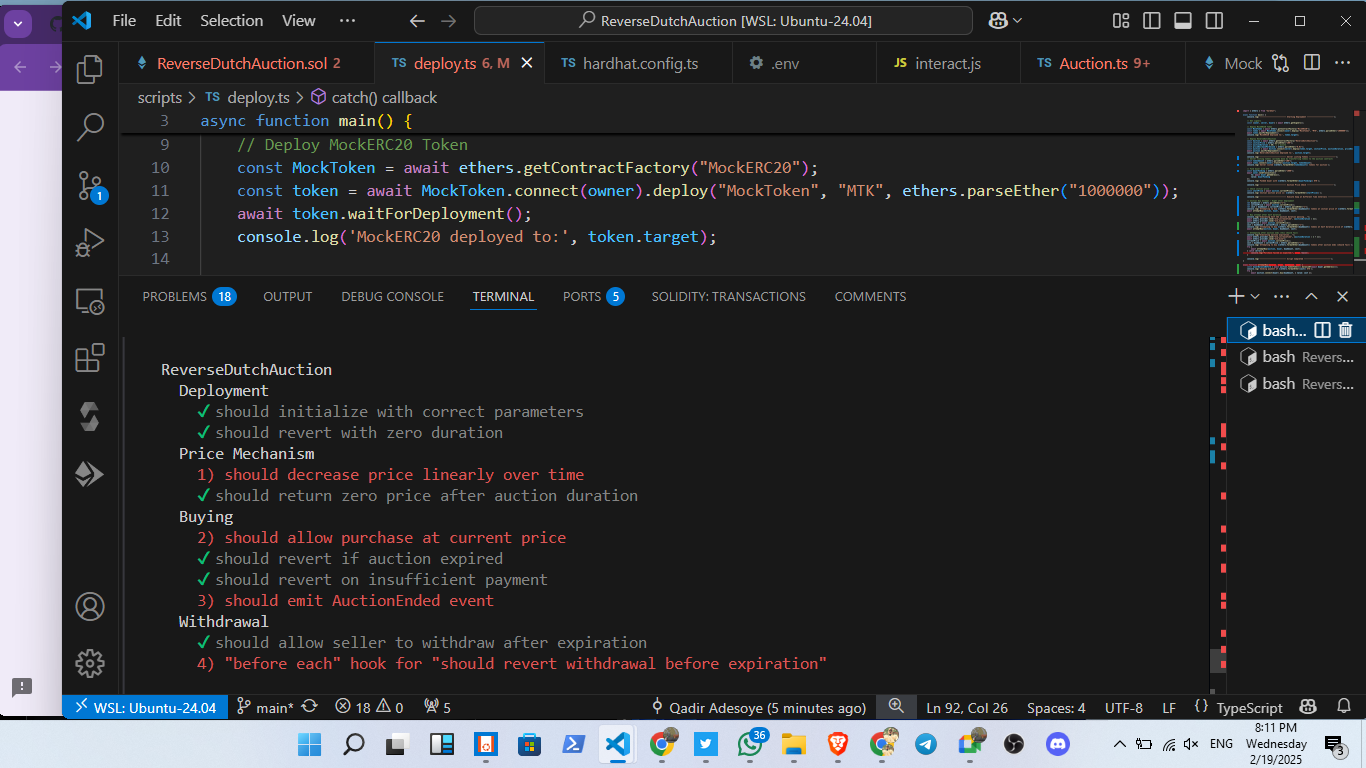 File Edit Selection View ··· ReverseDutchAuction [WSL: Ubuntu-24.04]
ReverseDutchAuction.sol 2 TS deploy.ts 6, M TS hardhat.config.ts .env JS interact.js TS Auction.ts 9+ Mock ···
scripts > TS deploy.ts > catch() callback
3 async function main() {
9 // Deploy MockERC20 Token
10 const MockToken = await ethers.getContractFactory("MockERC20");
11 const token = await MockToken.connect(owner).deploy("MockToken", "MTK", ethers.parseEther("1000000"));
12 await token.waitForDeployment();
13 console.log('MockERC20 deployed to:', token.target);
14
PROBLEMS 18 OUTPUT DEBUG CONSOLE TERMINAL PORTS 5 SOLIDITY: TRANSACTIONS COMMENTS
1
bash...
bash Revers...
bash Revers...
ReverseDutchAuction
Deployment
✓ should initialize with correct parameters
✓ should revert with zero duration
Price Mechanism
1) should decrease price linearly over time
✓ should return zero price after auction duration
Buying
2) should allow purchase at current price
✓ should revert if auction expired
✓ should revert on insufficient payment
3) should emit AuctionEnded event
Withdrawal
✓ should allow seller to withdraw after expiration
4) "before each" hook for "should revert withdrawal before expiration"
WSL: Ubuntu-24.04 main* 18 0 5 Qadir Adesoye (5 minutes ago) Ln 92, Col 26 Spaces: 4 UTF-8 LF {} TypeScript
36
ENG
8:11 PM
Wednesday
2/19/2025
3